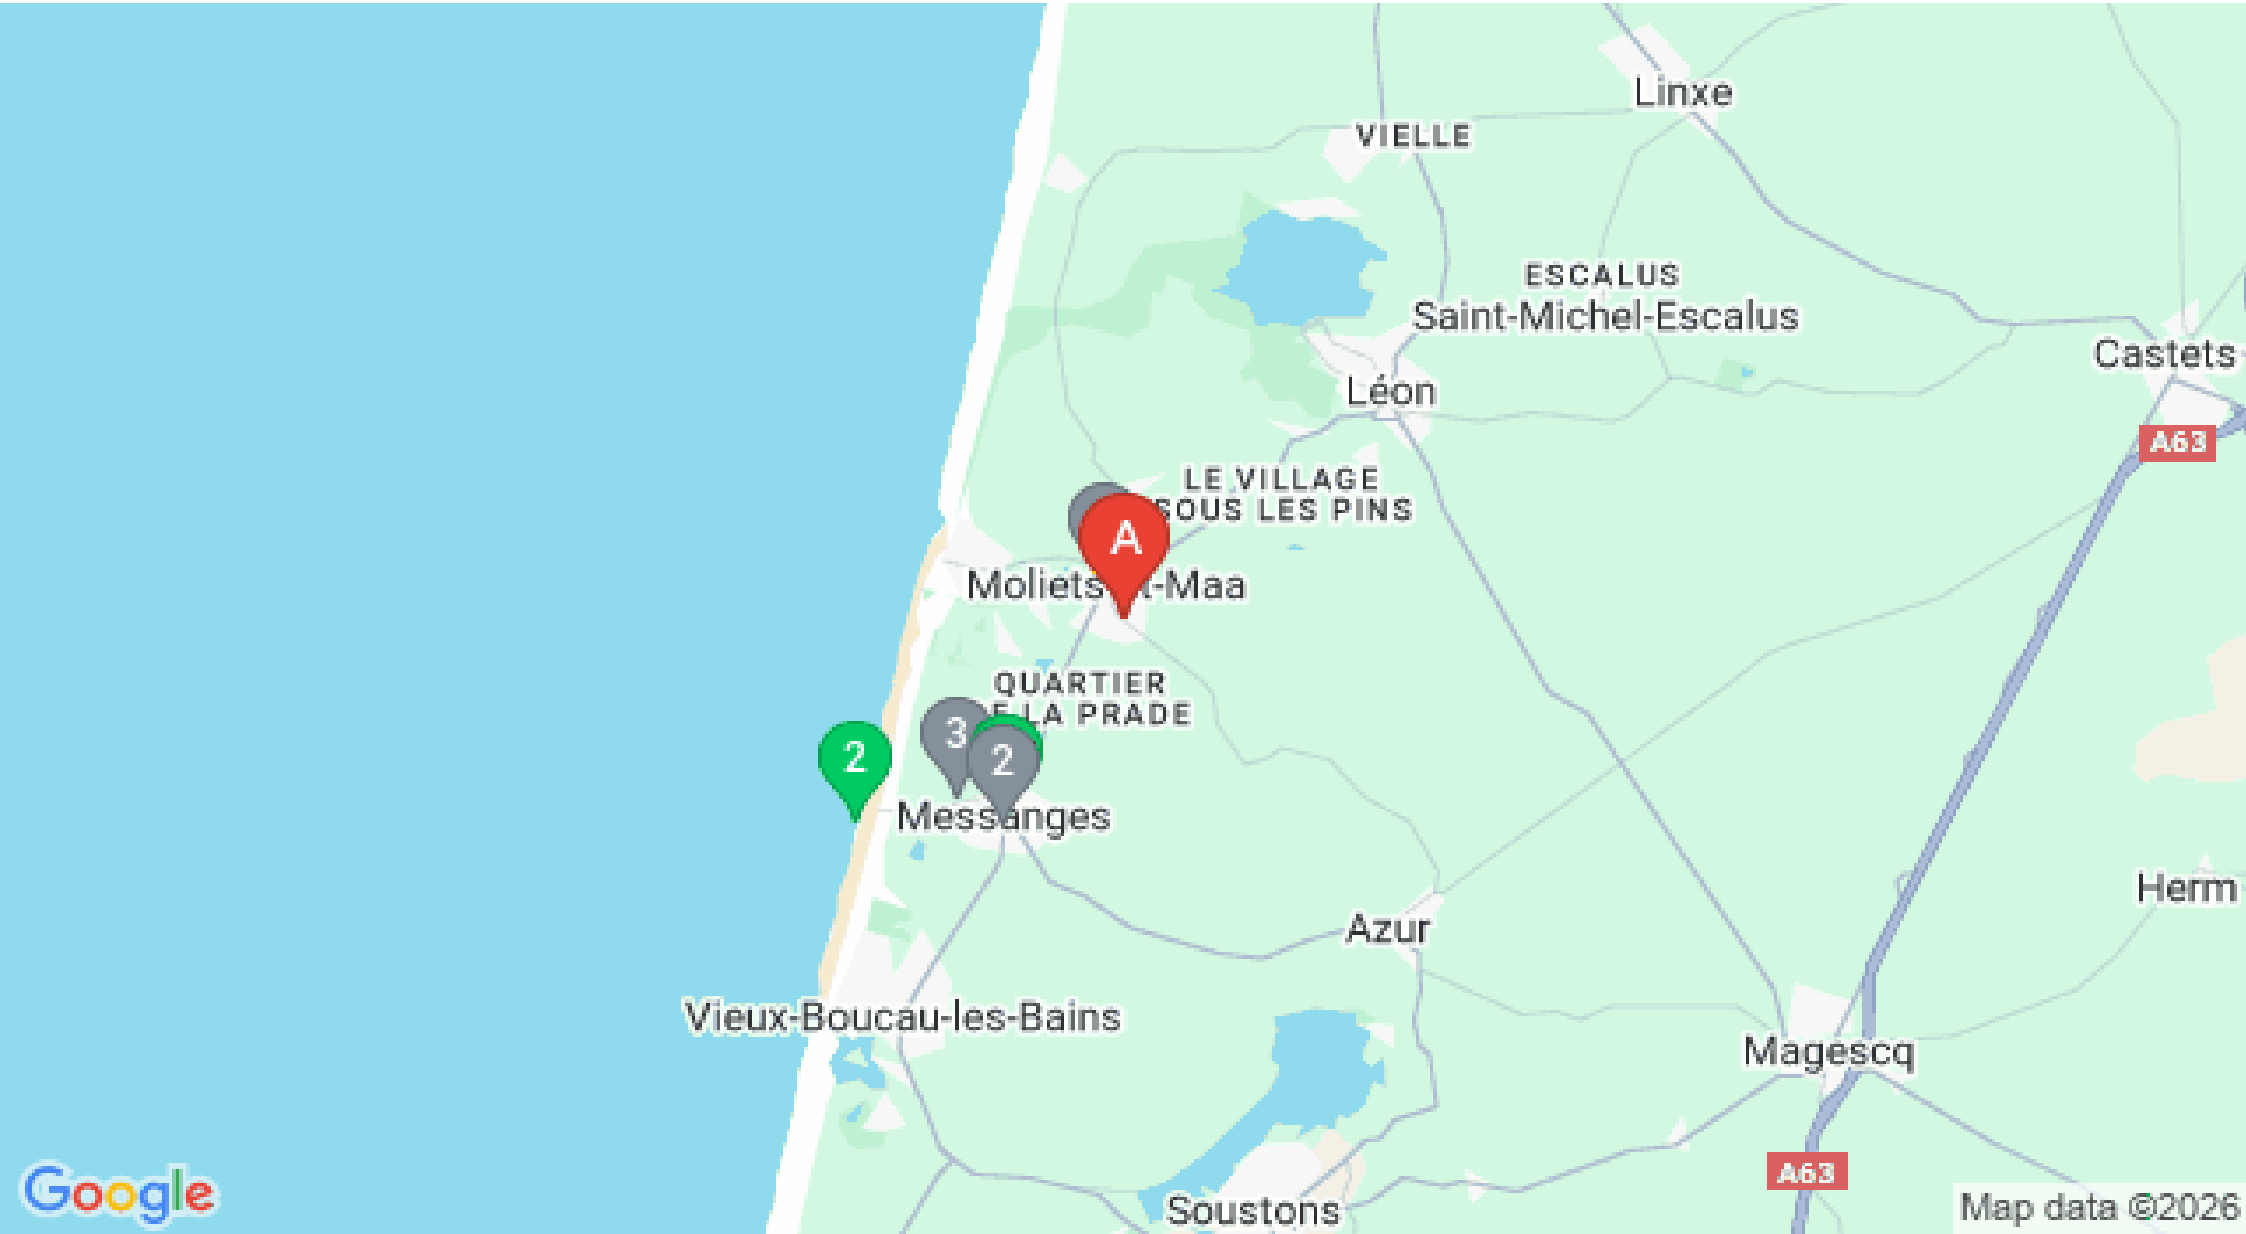 Linxe
VIELLE
ESCALUS
Saint-Michel-Escalus
Castets
Léon
A63
LE VILLAGE
SOUS LES PINS
A
Moliets-Maa
QUARTIER
LA PRADE
3
2
2
Messanges
Herm
Azur
Vieux-Boucau-les-Bains
Magescq
A63
Google
Soustons
Map data ©2026